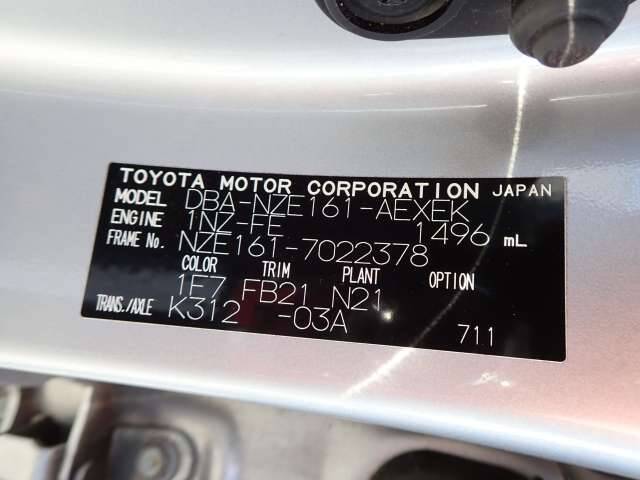 TOYOTA MOTOR CORPORATION JAPAN
MODEL DBA-NZE161-AEXEK
ENGINE 1NZ-FE 1496 mL
FRAME No. NZE161-7022378
COLOR TRIM PLANT OPTION
1F7 FB21 N21
TRANS./AXLE K312 -03A
711